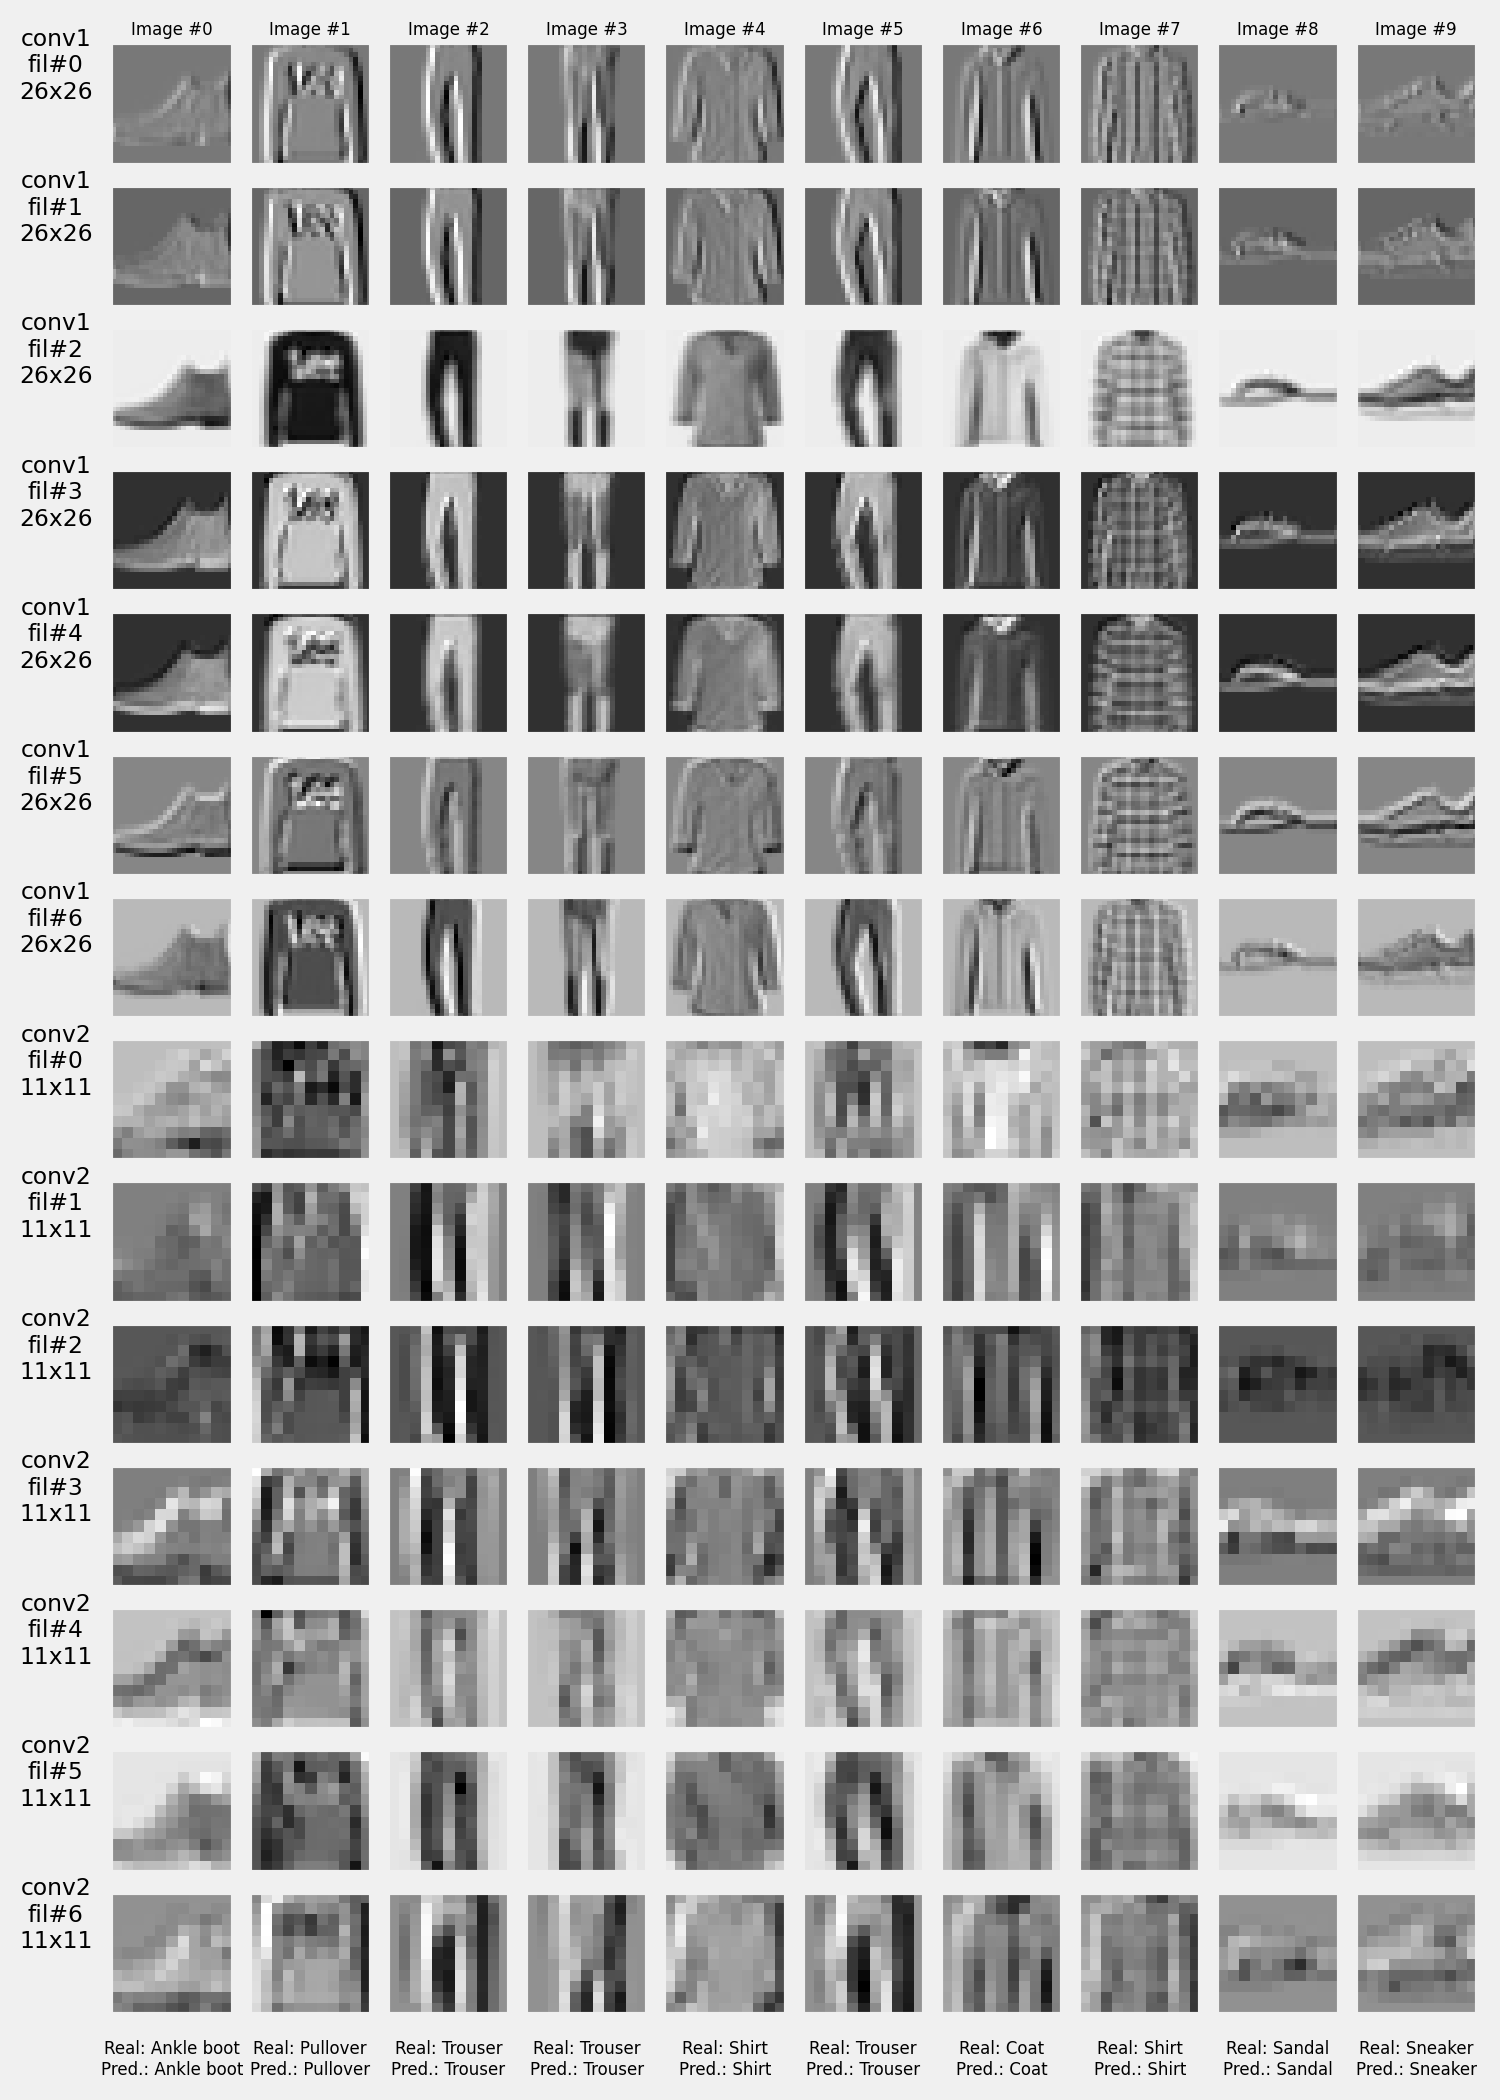 Image #0 Image #1 Image #2 Image #3 Image #4 Image #5 Image #6 Image #7 Image #8 Image #9
conv1
fil#0
26x26
conv1
fil#1
26x26
conv1
fil#2
26x26
conv1
fil#3
26x26
conv1
fil#4
26x26
conv1
fil#5
26x26
conv1
fil#6
26x26
conv2
fil#0
11x11
conv2
fil#1
11x11
conv2
fil#2
11x11
conv2
fil#3
11x11
conv2
fil#4
11x11
conv2
fil#5
11x11
conv2
fil#6
11x11
Real: Ankle boot Real: Pullover Real: Trouser Real: Trouser Real: Shirt Real: Trouser Real: Coat Real: Shirt Real: Sandal Real: Sneaker
Pred.: Ankle boot Pred.: Pullover Pred.: Trouser Pred.: Trouser Pred.: Shirt Pred.: Trouser Pred.: Coat Pred.: Shirt Pred.: Sandal Pred.: Sneaker